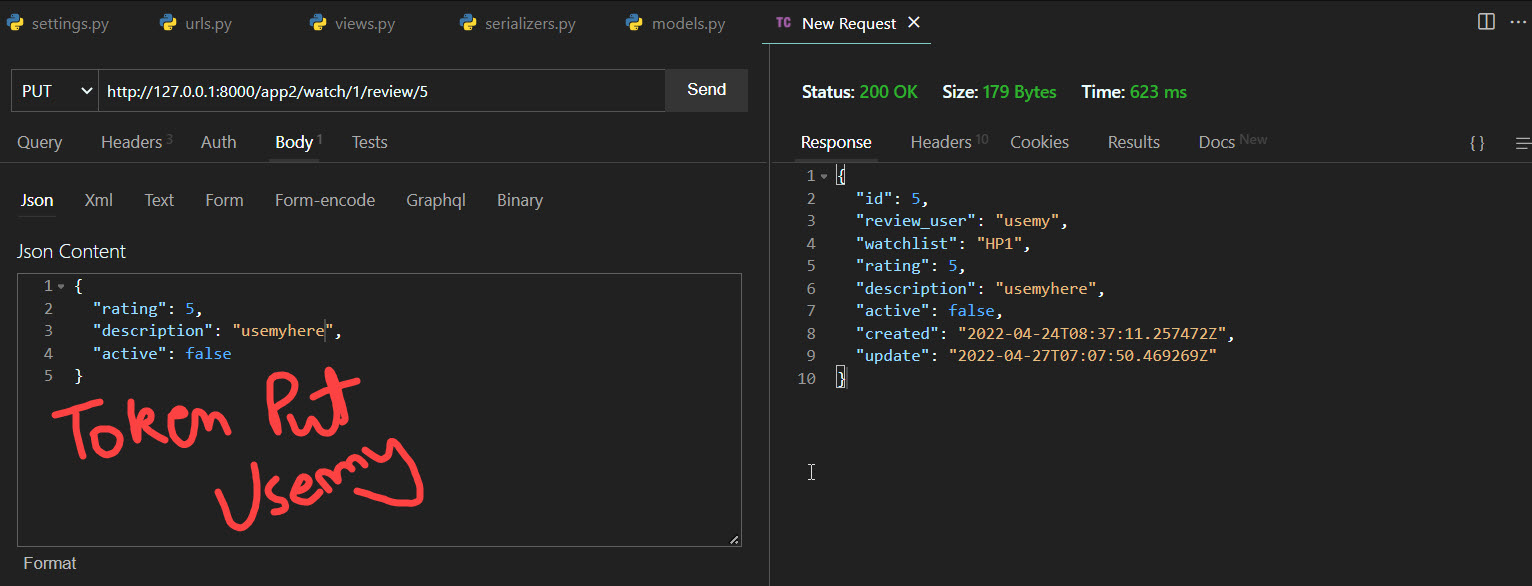 settings.py urls.py views.py serializers.py models.py TC New Request
PUT http://127.0.0.1:8000/app2/watch/1/review/5 Send
Query Headers 3 Auth Body 1 Tests
Json Xml Text Form Form-encode Graphql Binary
Json Content
1 {
2 "rating": 5,
3 "description": "usemyhere",
4 "active": false
5 }
Token Put
Usemy
Format
Status: 200 OK Size: 179 Bytes Time: 623 ms
Response Headers 10 Cookies Results Docs New { }
1 {
2 "id": 5,
3 "review_user": "usemy",
4 "watchlist": "HP1",
5 "rating": 5,
6 "description": "usemyhere",
7 "active": false,
8 "created": "2022-04-24T08:37:11.257472Z",
9 "update": "2022-04-27T07:07:50.469269Z"
10 }